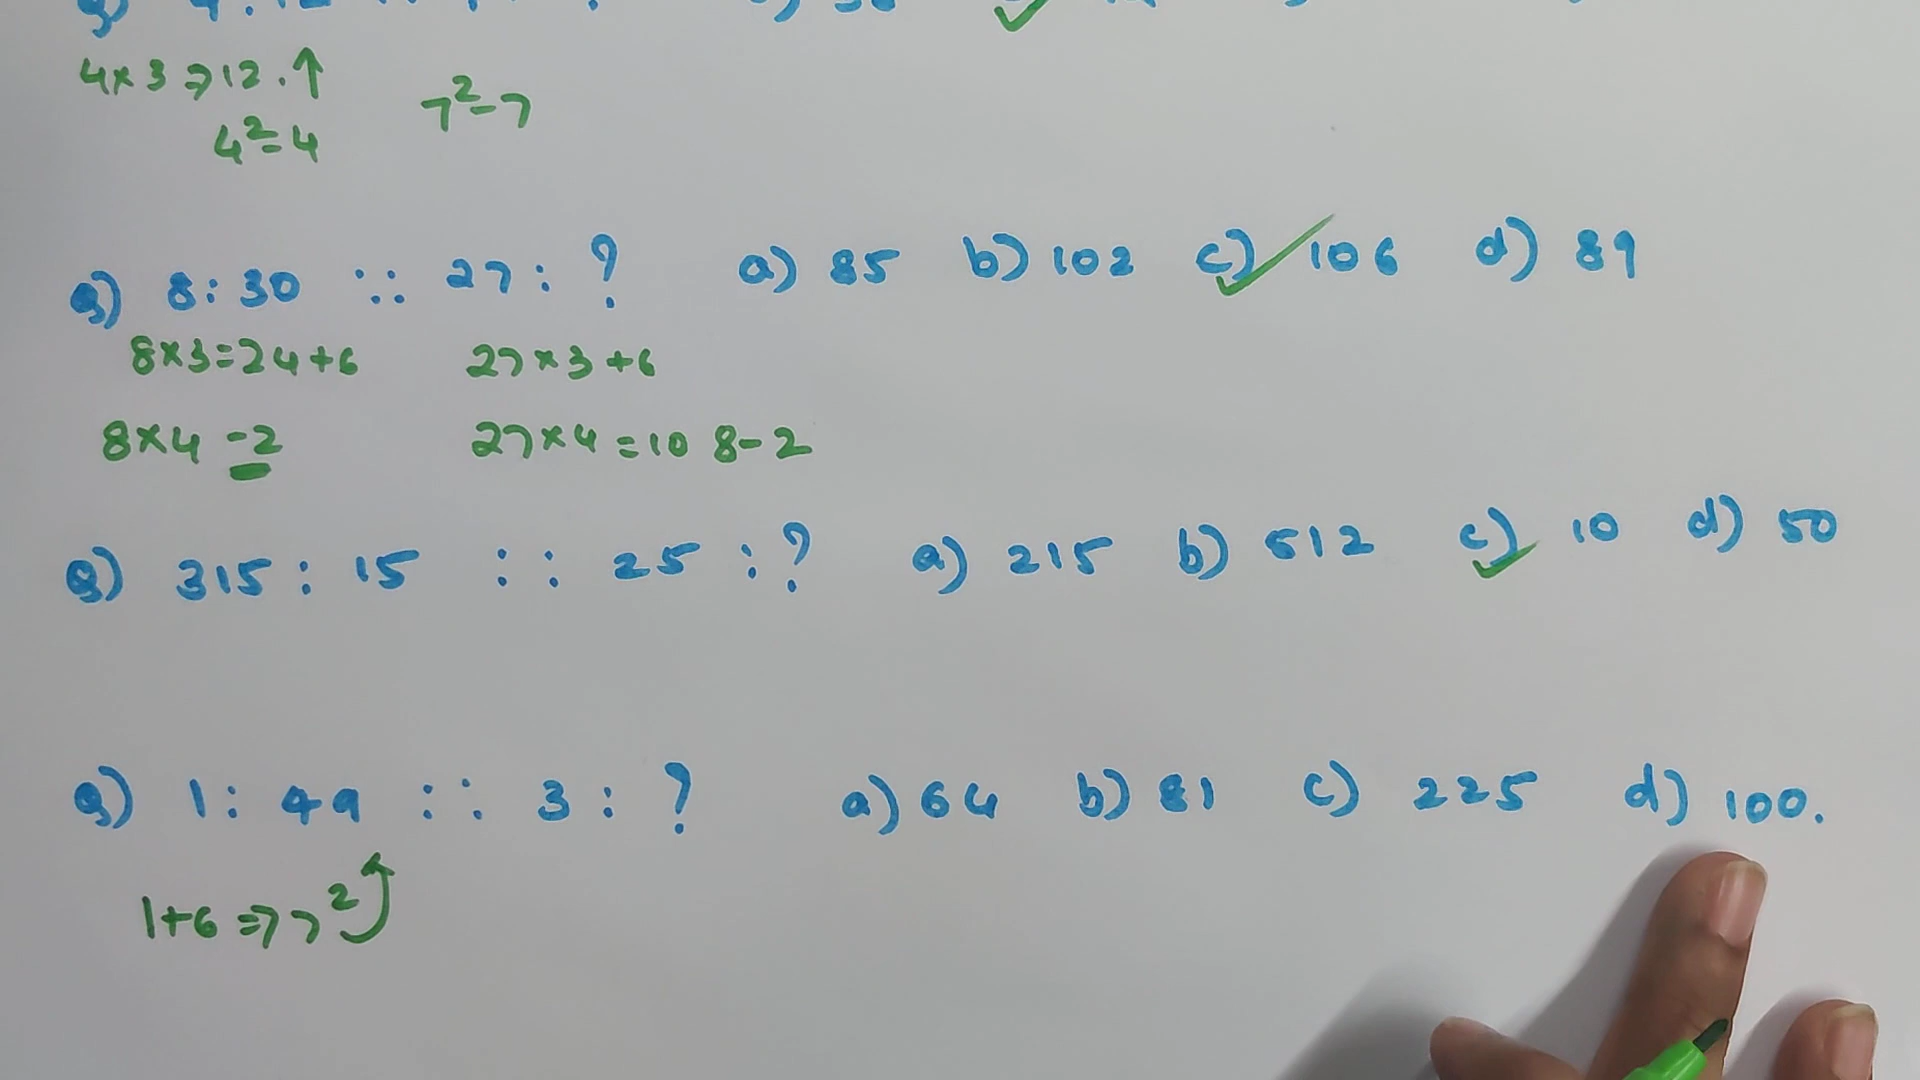 4×3⇒12.↑
4²-4 7²-7
Q) 8:30 :: 27:? a) 85 b) 102 c) 106 d) 89
8×3=24+6 27×3+6
8×4-2 27×4=108-2
Q) 315:15 :: 25:? a) 215 b) 512 c) 10 d) 50
Q) 1:49 :: 3:? a) 64 b) 81 c) 225 d) 100.
1+6⇒7²